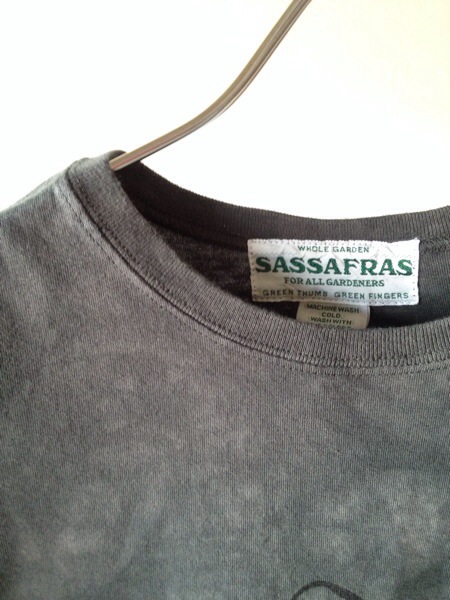 WHOLE GARDEN
SASSAFRAS
FOR ALL GARDENERS
GREEN THUMB GREEN FINGERS
MACHINE WASH
COLD
WASH WITH